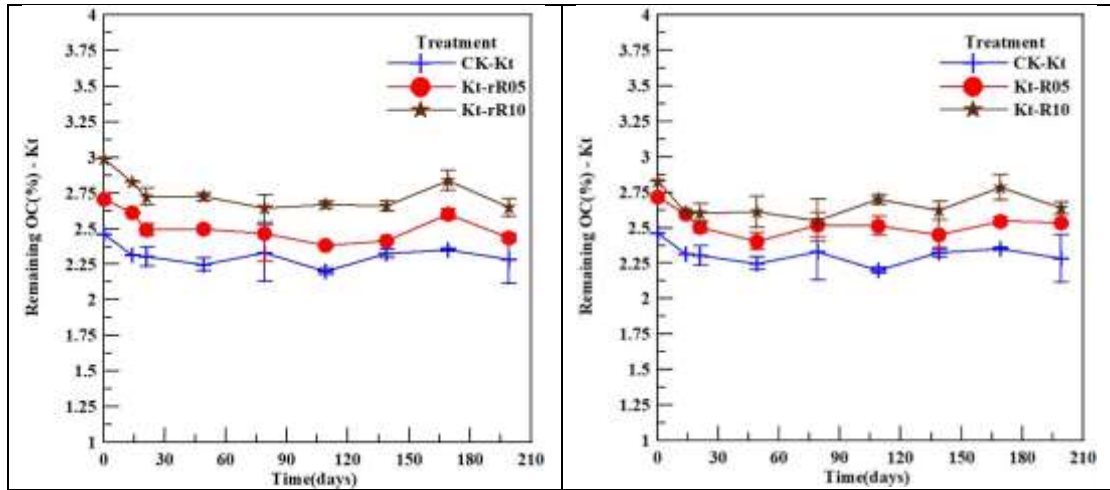 4
3.75
3.5
3.25
3
2.75
2.5
2.25
2
1.75
1.5
1.25
1
Remaining OC(%) - Kt
Treatment
CK-Kt
Kt-rR05
Kt-rR10
0 30 60 90 120 150 180 210
Time(days)
4
3.75
3.5
3.25
3
2.75
2.5
2.25
2
1.75
1.5
1.25
1
Remaining OC(%) - Kt
Treatment
CK-Kt
Kt-R05
Kt-R10
0 30 60 90 120 150 180 210
Time(days)